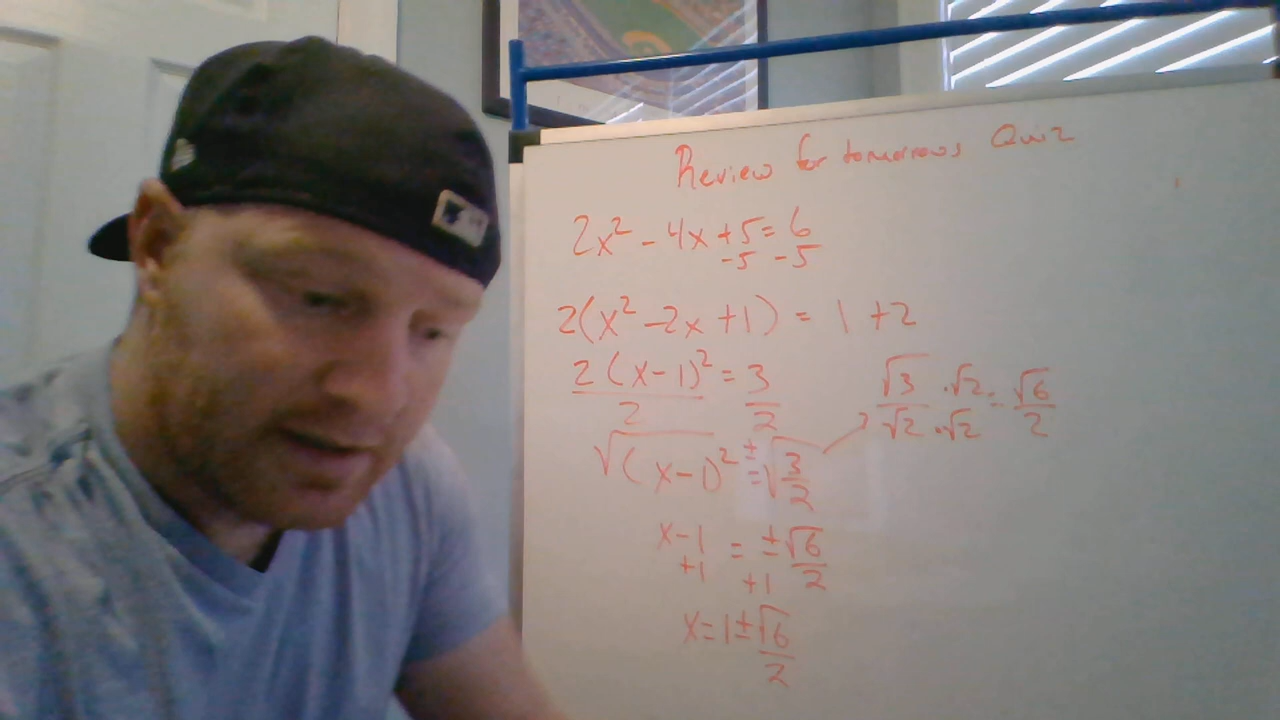 Review for tomorrows Quiz
2x² - 4x + 5 = 6
-5 -5
2(x² - 2x + 1) = 1 + 2
2(x-1)² = 3
2 2
√3 · √2 = √6
√2 · √2 2
√(x-1)² = ±√3/2
x-1 = ±√6/2
+1 +1
x = 1 ± √6/2